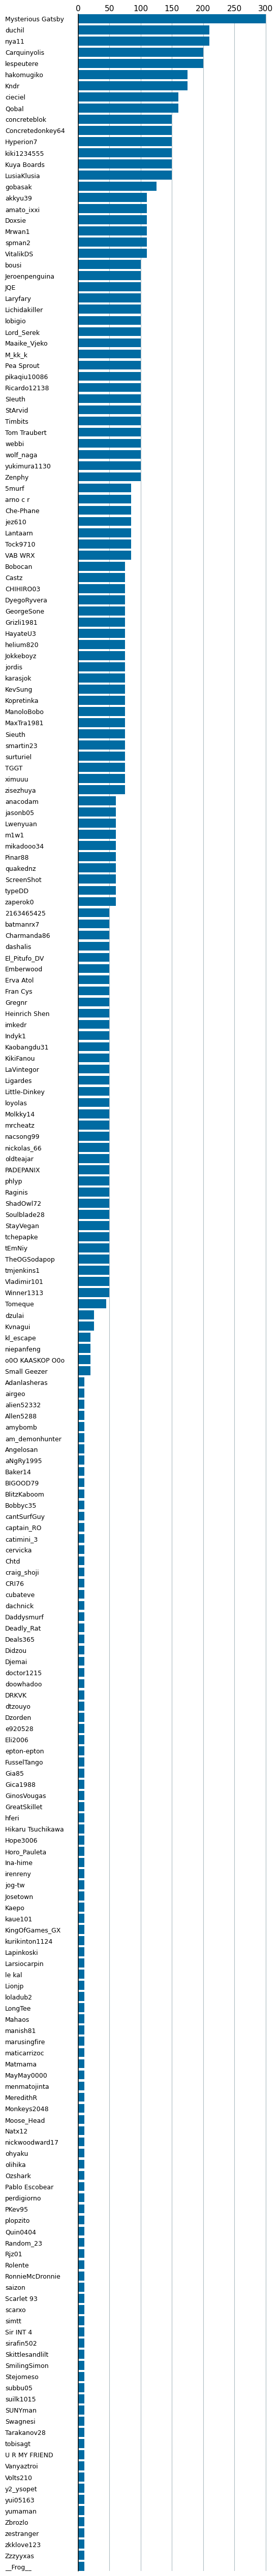 0 50 100 150 200 250 300
Mysterious Gatsby
duchil
nya11
Carquinyolis
lespeutere
hakomugiko
Kndr
cieciel
Qobal
concreteblok
Concretedonkey64
Hyperion7
kiki1234555
Kuya Boards
LusiaKlusia
gobasak
akkyu39
amato_ixxi
Doxsie
Mrwan1
spman2
VitalikDS
bousi
Jeroenpenguina
JQE
Laryfary
Lichidakiller
lobigio
Lord_Serek
Maaike_Vjeko
M_kk_k
Pea Sprout
pikaqiu10086
Ricardo12138
SIeuth
StArvid
Timbits
Tom Traubert
webbi
wolf_naga
yukimura1130
Zenphy
5murf
arno c r
Che-Phane
jez610
Lantaarn
Tock9710
VAB WRX
Bobocan
Castz
CHIHIRO03
DyegoRyvera
GeorgeSone
Grizli1981
HayateU3
helium820
Jokkeboyz
jordis
karasjok
KevSung
Kopretinka
ManoloBobo
MaxTra1981
Sieuth
smartin23
surturiel
TGGT
ximuuu
zisezhuya
anacodam
jasonb05
Lwenyuan
m1w1
mikadooo34
Pinar88
quakednz
ScreenShot
typeDD
zaperok0
2163465425
batmanrx7
Charmanda86
dashalis
El_Pitufo_DV
Emberwood
Erva Atol
Fran Cys
Gregnr
Heinrich Shen
imkedr
Indyk1
Kaobangdu31
KikiFanou
LaVintegor
Ligardes
Little-Dinkey
loyolas
Molkky14
mrcheatz
nacsong99
nickolas_66
oldteajar
PADEPANIX
phlyp
Raginis
ShadOwl72
Soulblade28
StayVegan
tchepapke
tEmNiy
TheOGSodapop
tmjenkins1
Vladimir101
Winner1313
Tomeque
dzulai
Kvnagui
kl_escape
niepanfeng
o0O KAASKOP O0o
Small Geezer
Adanlasheras
airgeo
alien52332
Allen5288
amybomb
am_demonhunter
Angelosan
aNgRy1995
Baker14
BIGOOD79
BlitzKaboom
Bobbyc35
cantSurfGuy
captain_RO
catimini_3
cervicka
Chtd
craig_shoji
CRI76
cubateve
dachnick
Daddysmurf
Deadly_Rat
Deals365
Didzou
Djemai
doctor1215
doowhadoo
DRKVK
dtzouyo
Dzorden
e920528
Eli2006
epton-epton
FusselTango
Gia85
Gica1988
GinosVougas
GreatSkillet
hferi
Hikaru Tsuchikawa
Hope3006
Horo_Pauleta
Ina-hime
irenreny
jog-tw
Josetown
Kaepo
kaue101
KingOfGames_GX
kurikinton1124
Lapinkoski
Larsiocarpin
le kal
Lionjp
loladub2
LongTee
Mahaos
manish81
marusingfire
maticarrizoc
Matmama
MayMay0000
menmatojinta
MeredithR
Monkeys2048
Moose_Head
Natx12
nickwoodward17
ohyaku
olihika
Ozshark
Pablo Escobear
perdigiorno
PKev95
plopzito
Quin0404
Random_23
Rjz01
Rolente
RonnieMcDronnie
saizon
Scarlet 93
scarxo
simtt
Sir INT 4
sirafin502
Skittlesandlilt
SmilingSimon
Stejomeso
subbu05
suilk1015
SUNYman
Swagnesi
Tarakanov28
tobisagt
U R MY FRIEND
Vanyaztroi
Volts210
y2_ysopet
yui05163
yumaman
Zbrozlo
zestranger
zkklove123
Zzzyyxas
__Frog__